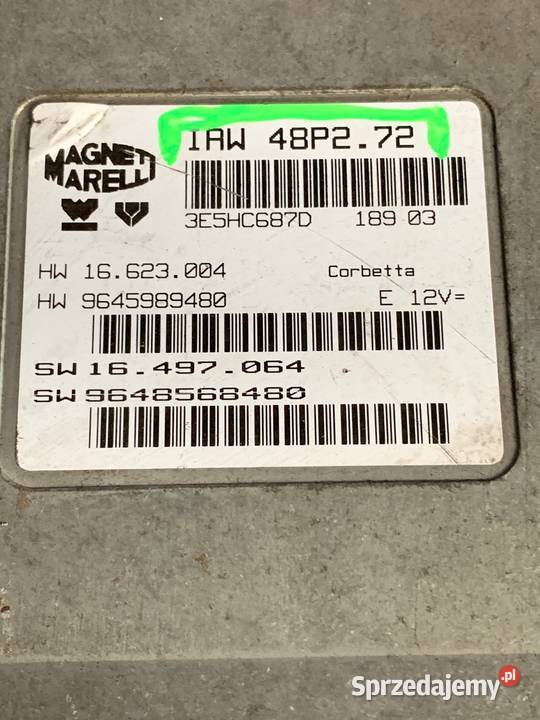 IAW 48P2.72
MAGNETI
MARELLI
3E5HC687D 189 03
HW 16.623.004 Corbetta
HW 9645989480 E 12V=
SW 16.497.064
SW 9648568480
Sprzedajemy.pl